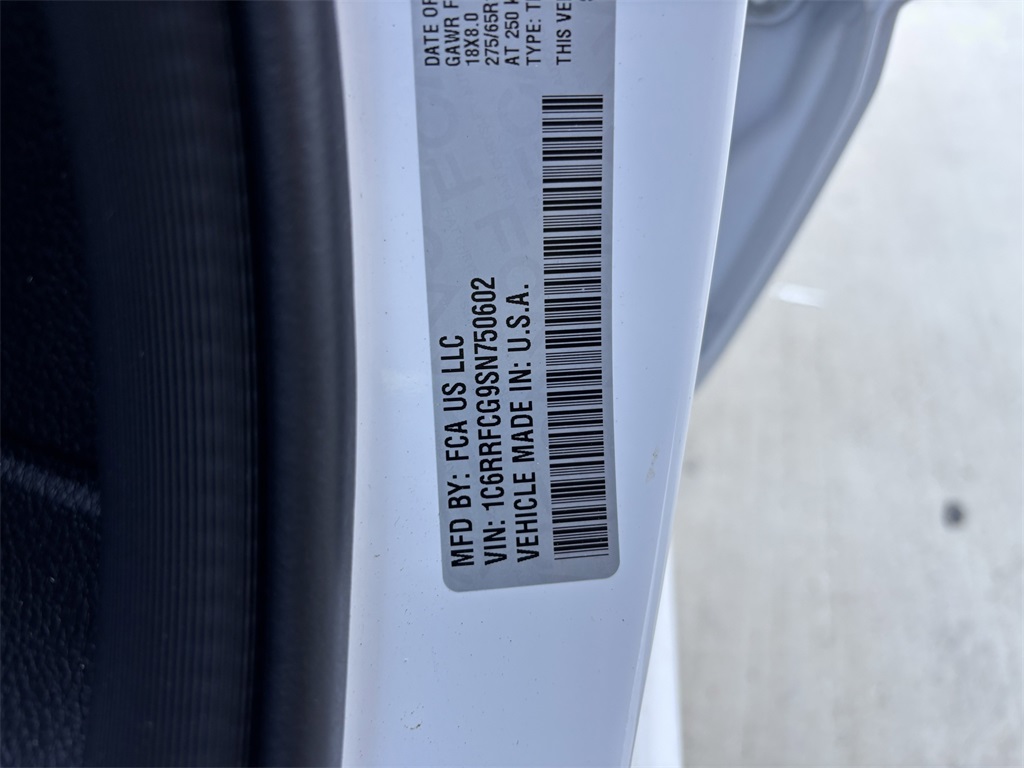 MFD BY: FCA US LLC
VIN: 1C6RRFCG9SN750602
VEHICLE MADE IN: U.S.A.
DATE OF
GAWR F
18X8.0
275/65R
AT 250
TYPE:
THIS VE